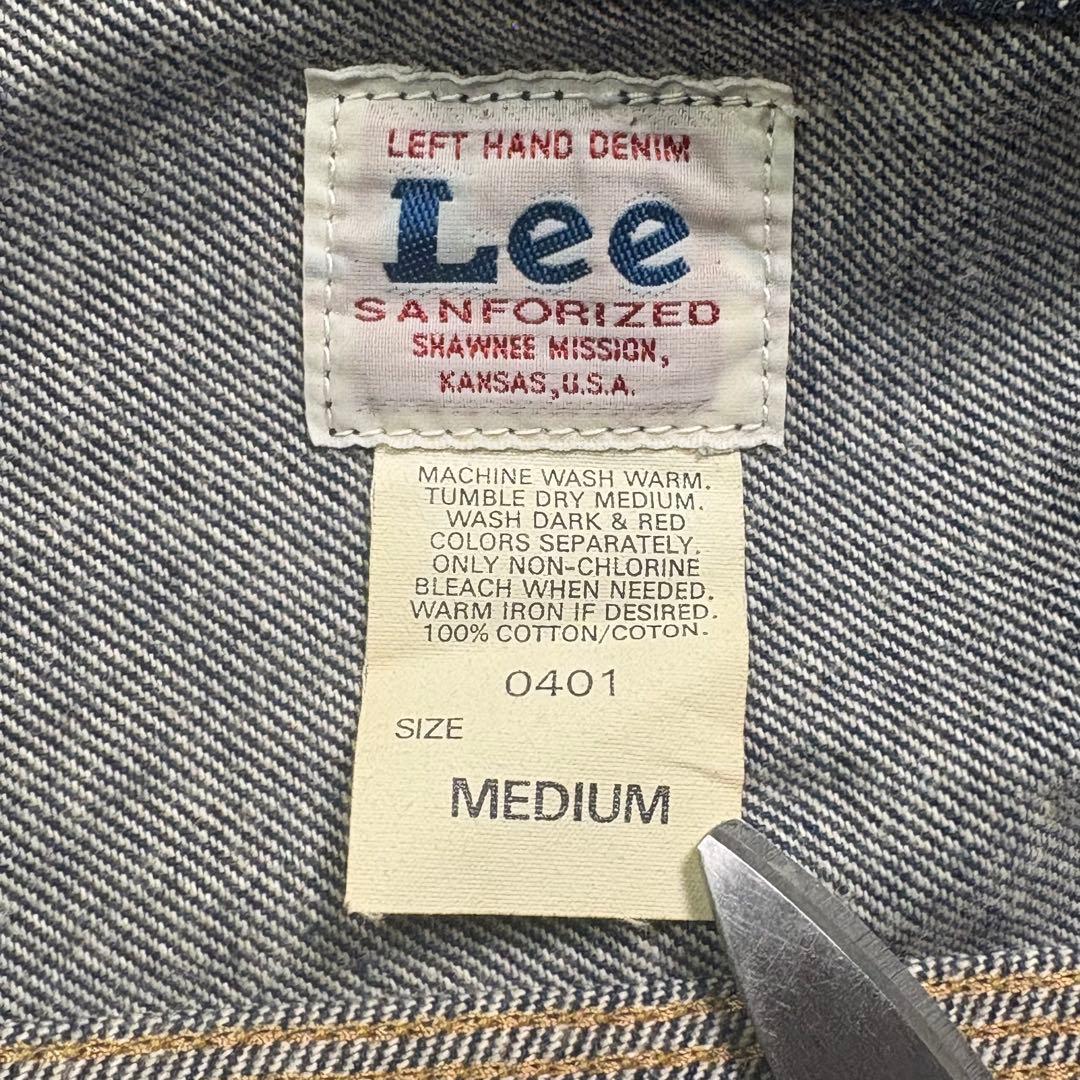 LEFT HAND DENIM
Lee
SANFORIZED
SHAWNEE MISSION,
KANSAS,U.S.A.
MACHINE WASH WARM.
TUMBLE DRY MEDIUM.
WASH DARK & RED
COLORS SEPARATELY.
ONLY NON-CHLORINE
BLEACH WHEN NEEDED.
WARM IRON IF DESIRED.
100% COTTON/COTON.
0401
SIZE
MEDIUM